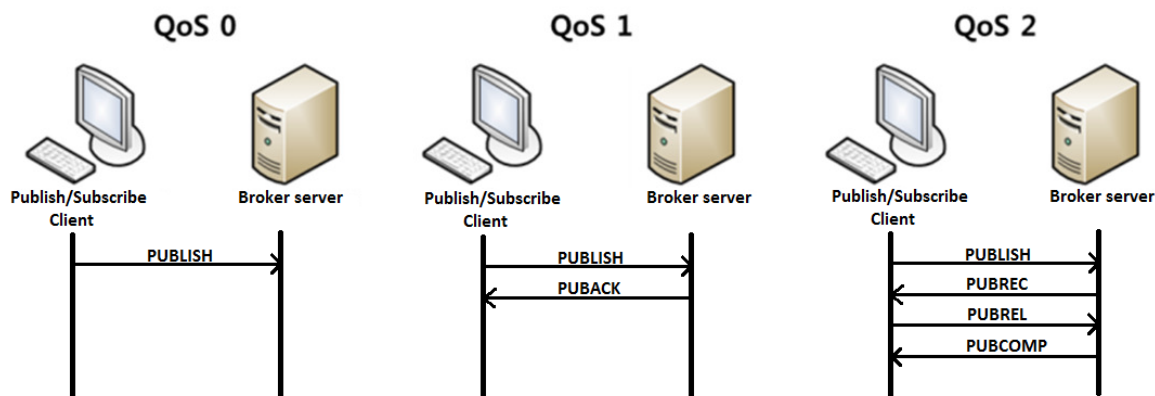 QoS 0
Publish/Subscribe
Client
Broker server
PUBLISH
QoS 1
Publish/Subscribe
Client
Broker server
PUBLISH
PUBACK
QoS 2
Publish/Subscribe
Client
Broker server
PUBLISH
PUBREC
PUBREL
PUBCOMP